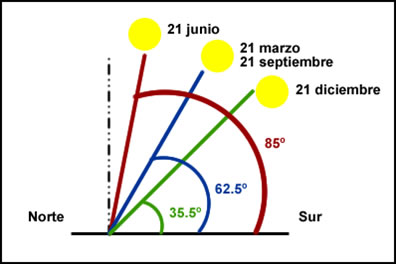 21 junio
21 marzo
21 septiembre
21 diciembre
85º
62.5º
35.5º
Norte
Sur